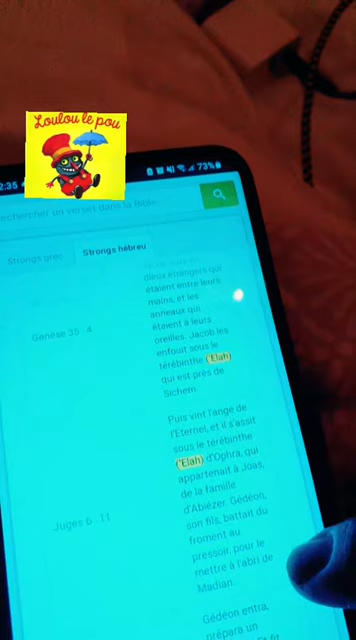 Loulou le pou
2:35
73%
echercher un verset dans la Bible
Strongs grec
Strongs hébreu
dieux étrangers qui
étaient entre leurs
mains, et les
anneaux qui
étaient à leurs
oreilles. Jacob les
enfouit sous le
térébinthe ('Elah)
qui est près de
Sichem.
Genèse 35 : 4
Puis vint l'ange de
l'Eternel, et il s'assit
sous le térébinthe
('Elah) d'Ophra, qui
appartenait à Joas,
de la famille
d'Abiézer. Gédéon,
son fils, battait du
froment au
pressoir, pour le
mettre à l'abri de
Madian.
Juges 6 : 11
Gédéon entra,
prépara un